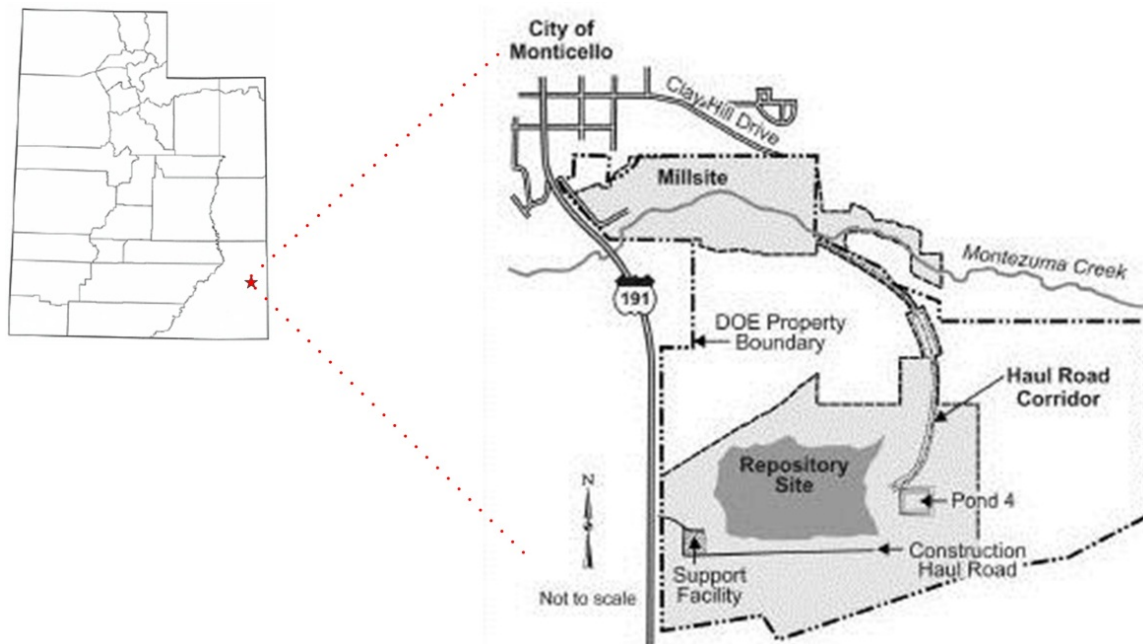 City of
Monticello
Clay Hill Drive
Millsite
Montezuma Creek
191
DOE Property
Boundary
Haul Road
Corridor
Repository
Site
N
Pond 4
Construction
Haul Road
Support
Facility
Not to scale